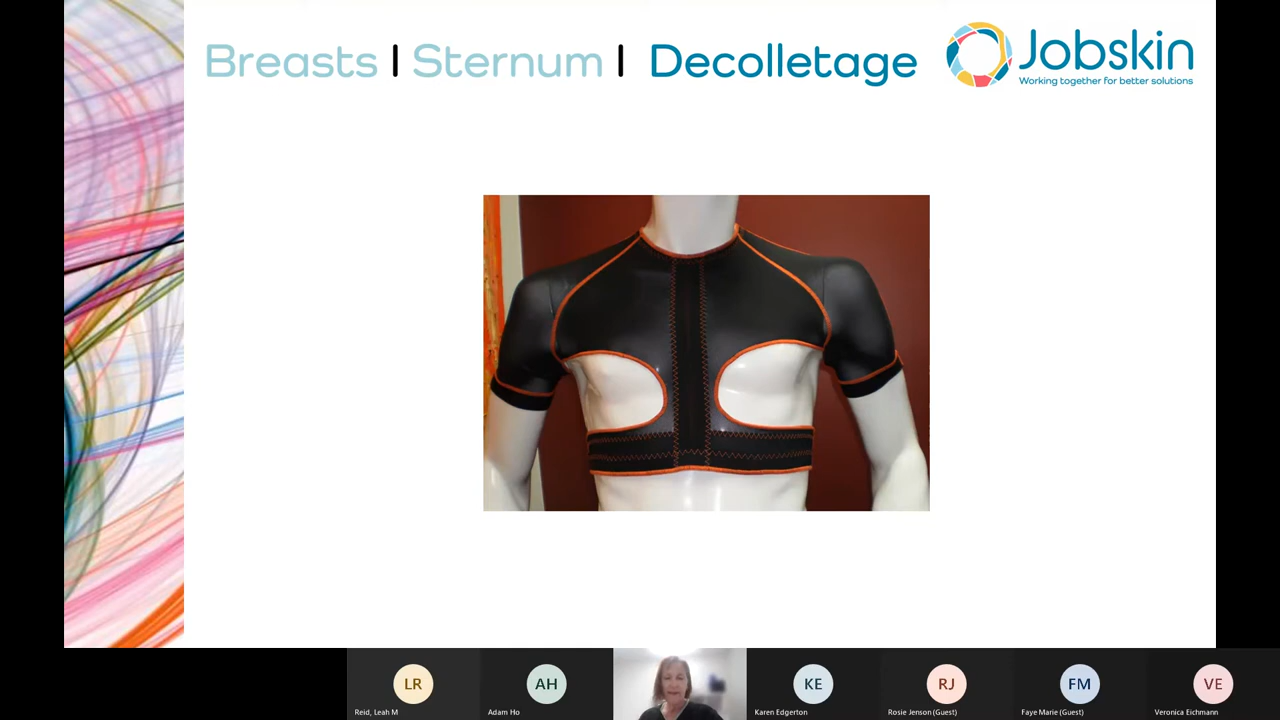 Breasts | Sternum | Decolletage
Jobskin
Working together for better solutions
LR
AH
KE
RJ
FM
VE
Reid, Leah M
Adam Ho
Karen Edgerton
Rosie Jenson (Guest)
Faye Marie (Guest)
Veronica Eichmann